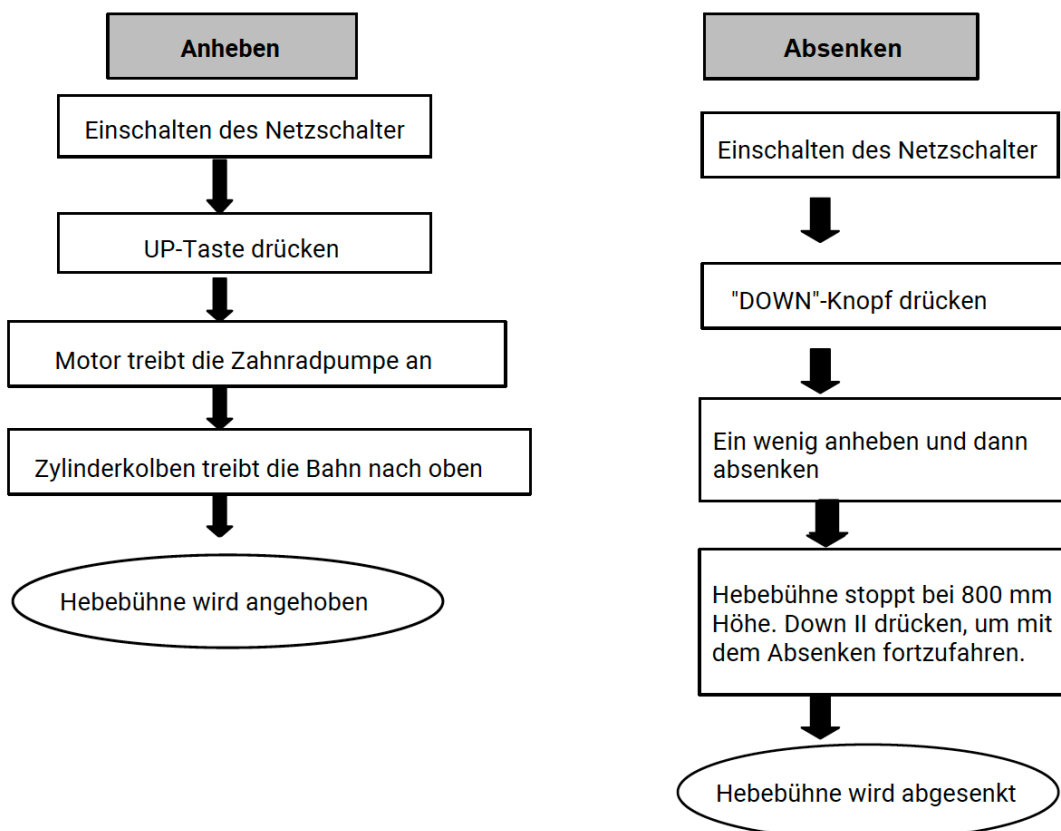 Anheben
Einschalten des Netzschalter
UP-Taste drücken
Motor treibt die Zahnradpumpe an
Zylinderkolben treibt die Bahn nach oben
Hebebühne wird angehoben
Absenken
Einschalten des Netzschalter
"DOWN"-Knopf drücken
Ein wenig anheben und dann
absenken
Hebebühne stoppt bei 800 mm
Höhe. Down II drücken, um mit
dem Absenken fortzufahren.
Hebebühne wird abgesenkt